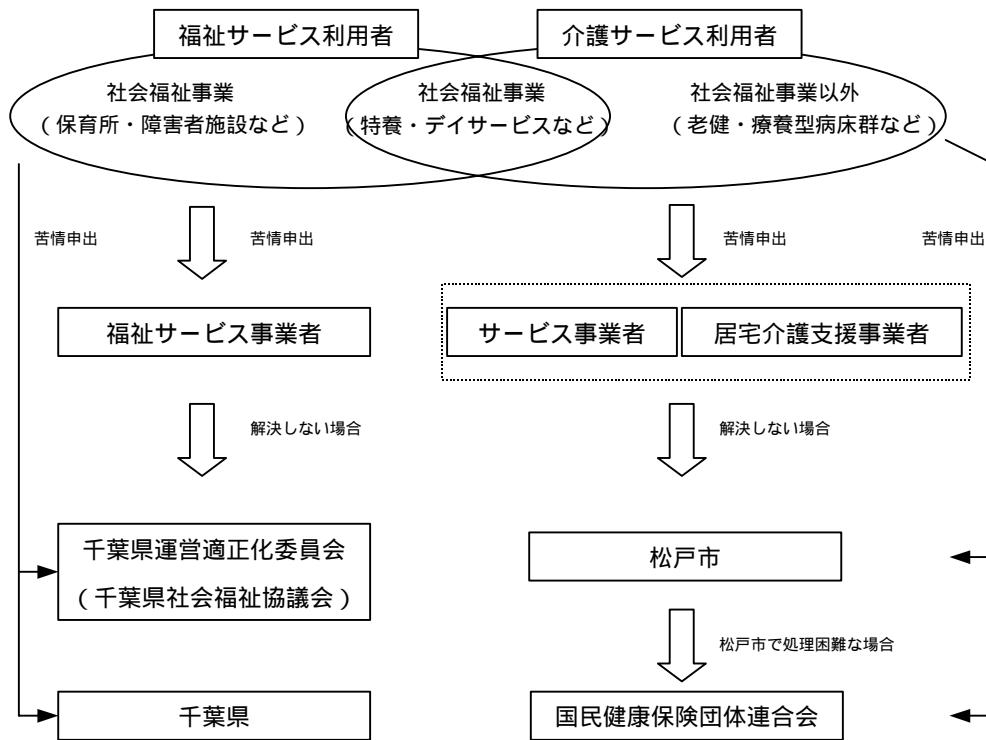 福祉サービス利用者
介護サービス利用者
社会福祉事業
（保育所・障害者施設など）
社会福祉事業
（特養・デイサービスなど）
社会福祉事業以外
（老健・療養型病床群など）
苦情申出
苦情申出
苦情申出
苦情申出
福祉サービス事業者
サービス事業者
居宅介護支援事業者
解決しない場合
解決しない場合
千葉県運営適正化委員会
（千葉県社会福祉協議会）
松戸市
松戸市で処理困難な場合
千葉県
国民健康保険団体連合会